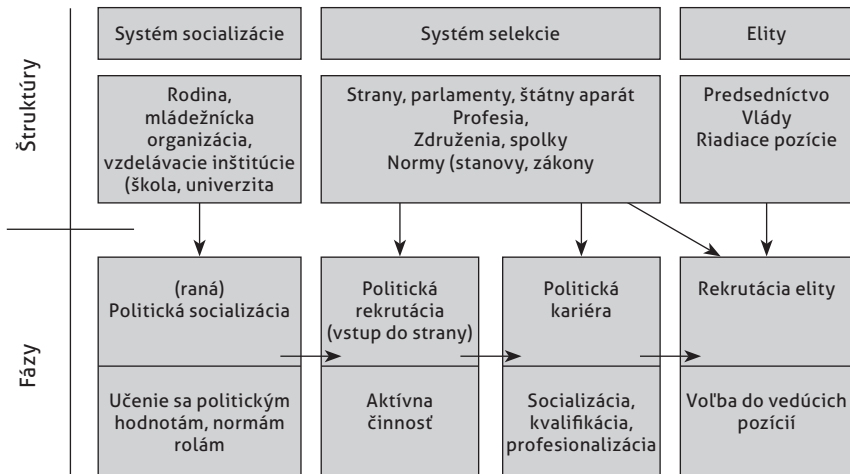 Systém socializácie
Systém selekcie
Elity
Štruktúry
Rodina,
mládežnícka
organizácia,
vzdelávacie inštitúcie
(škola, univerzita
Strany, parlamenty, štátny aparát
Profesia,
Združenia, spolky
Normy (stanovy, zákony
Predsedníctvo
Vlády
Riadiace pozície
Fázy
(raná)
Politická socializácia
Politická
rekrutácia
(vstup do strany)
Politická
kariéra
Rekrutácia elity
Učenie sa politickým
hodnotám, normám
rolám
Aktívna
činnosť
Socializácia,
kvalifikácia,
profesionalizácia
Voľba do vedúcich
pozícií